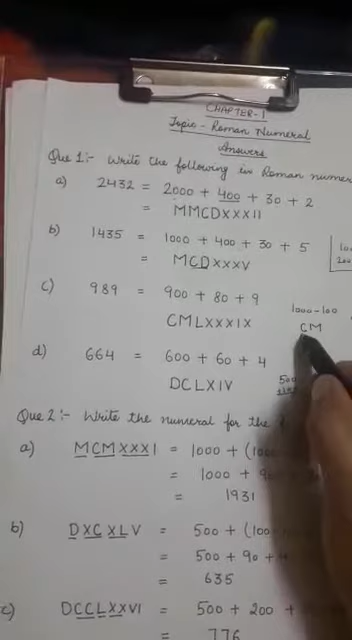 CHAPTER-1
Topic - Roman Numeral
Answers
Que 1:- Write the following in Roman numer
a) 2432 = 2000 + 400 + 30 + 2
= MMCDXXXII
b) 1435 = 1000 + 400 + 30 + 5
= MCDXXXV
c) 989 = 900 + 80 + 9
CMLXXXIX
1000-100
CM
d) 664 = 600 + 60 + 4
DCLXIV
500
Que 2:- Write the numeral for the
a) MCMXXXI = 1000 + (100
= 1000 + 9
= 1931
b) DXCXLV = 500 + (100
= 500 + 90 +
= 635
c) DCCLXXVI = 500 + 200 +
= 776